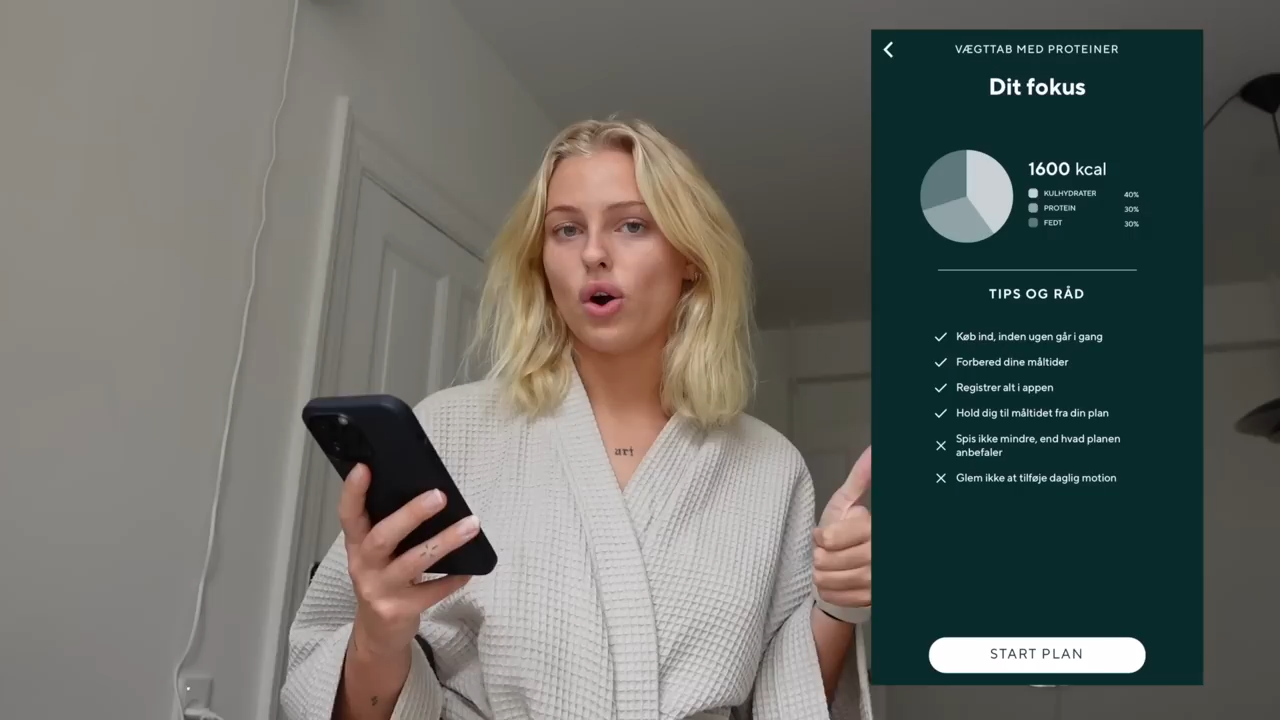 VÆGTTAB MED PROTEINER
Dit fokus
1600 kcal
KULHYDRATER 40%
PROTEIN 30%
FEDT 30%
TIPS OG RÅD
Køb ind, inden ugen går i gang
Forbered dine måltider
Registrer alt i appen
Hold dig til måltidet fra din plan
Spis ikke mindre, end hvad planen
anbefaler
Glem ikke at tilføje daglig motion
START PLAN
art